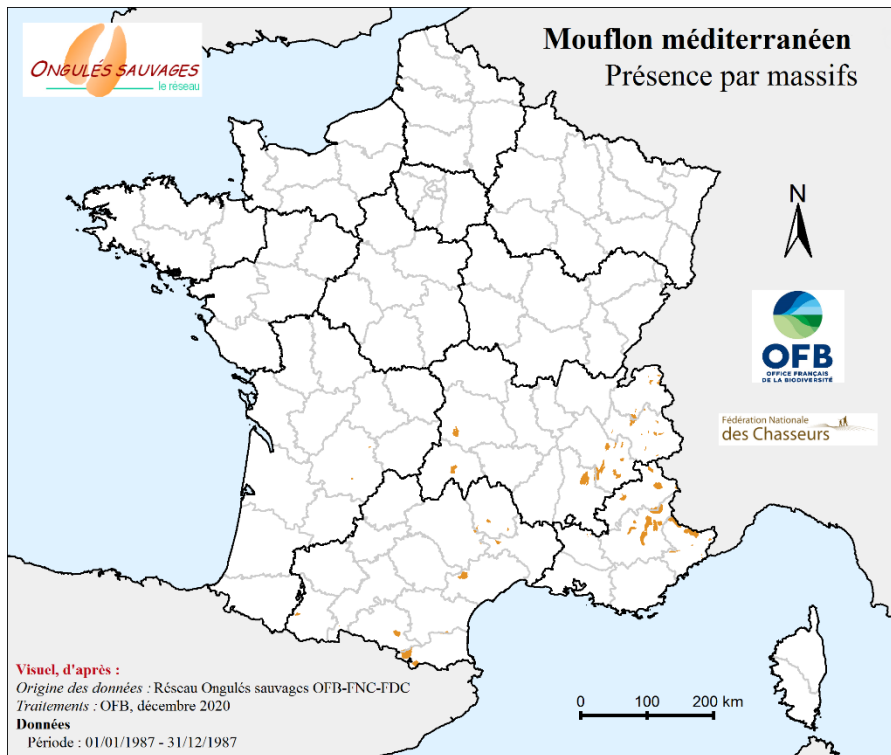 ONGULÉS SAUVAGES
le réseau
Mouflon méditerranéen
Présence par massifs
N
OFB
OFFICE FRANÇAIS
DE LA BIODIVERSITÉ
Fédération Nationale
des Chasseurs
Visuel, d'après :
Origine des données : Réseau Ongulés sauvages OFB-FNC-FDC
Traitements : OFB, décembre 2020
Données
Période : 01/01/1987 - 31/12/1987
0 100 200 km